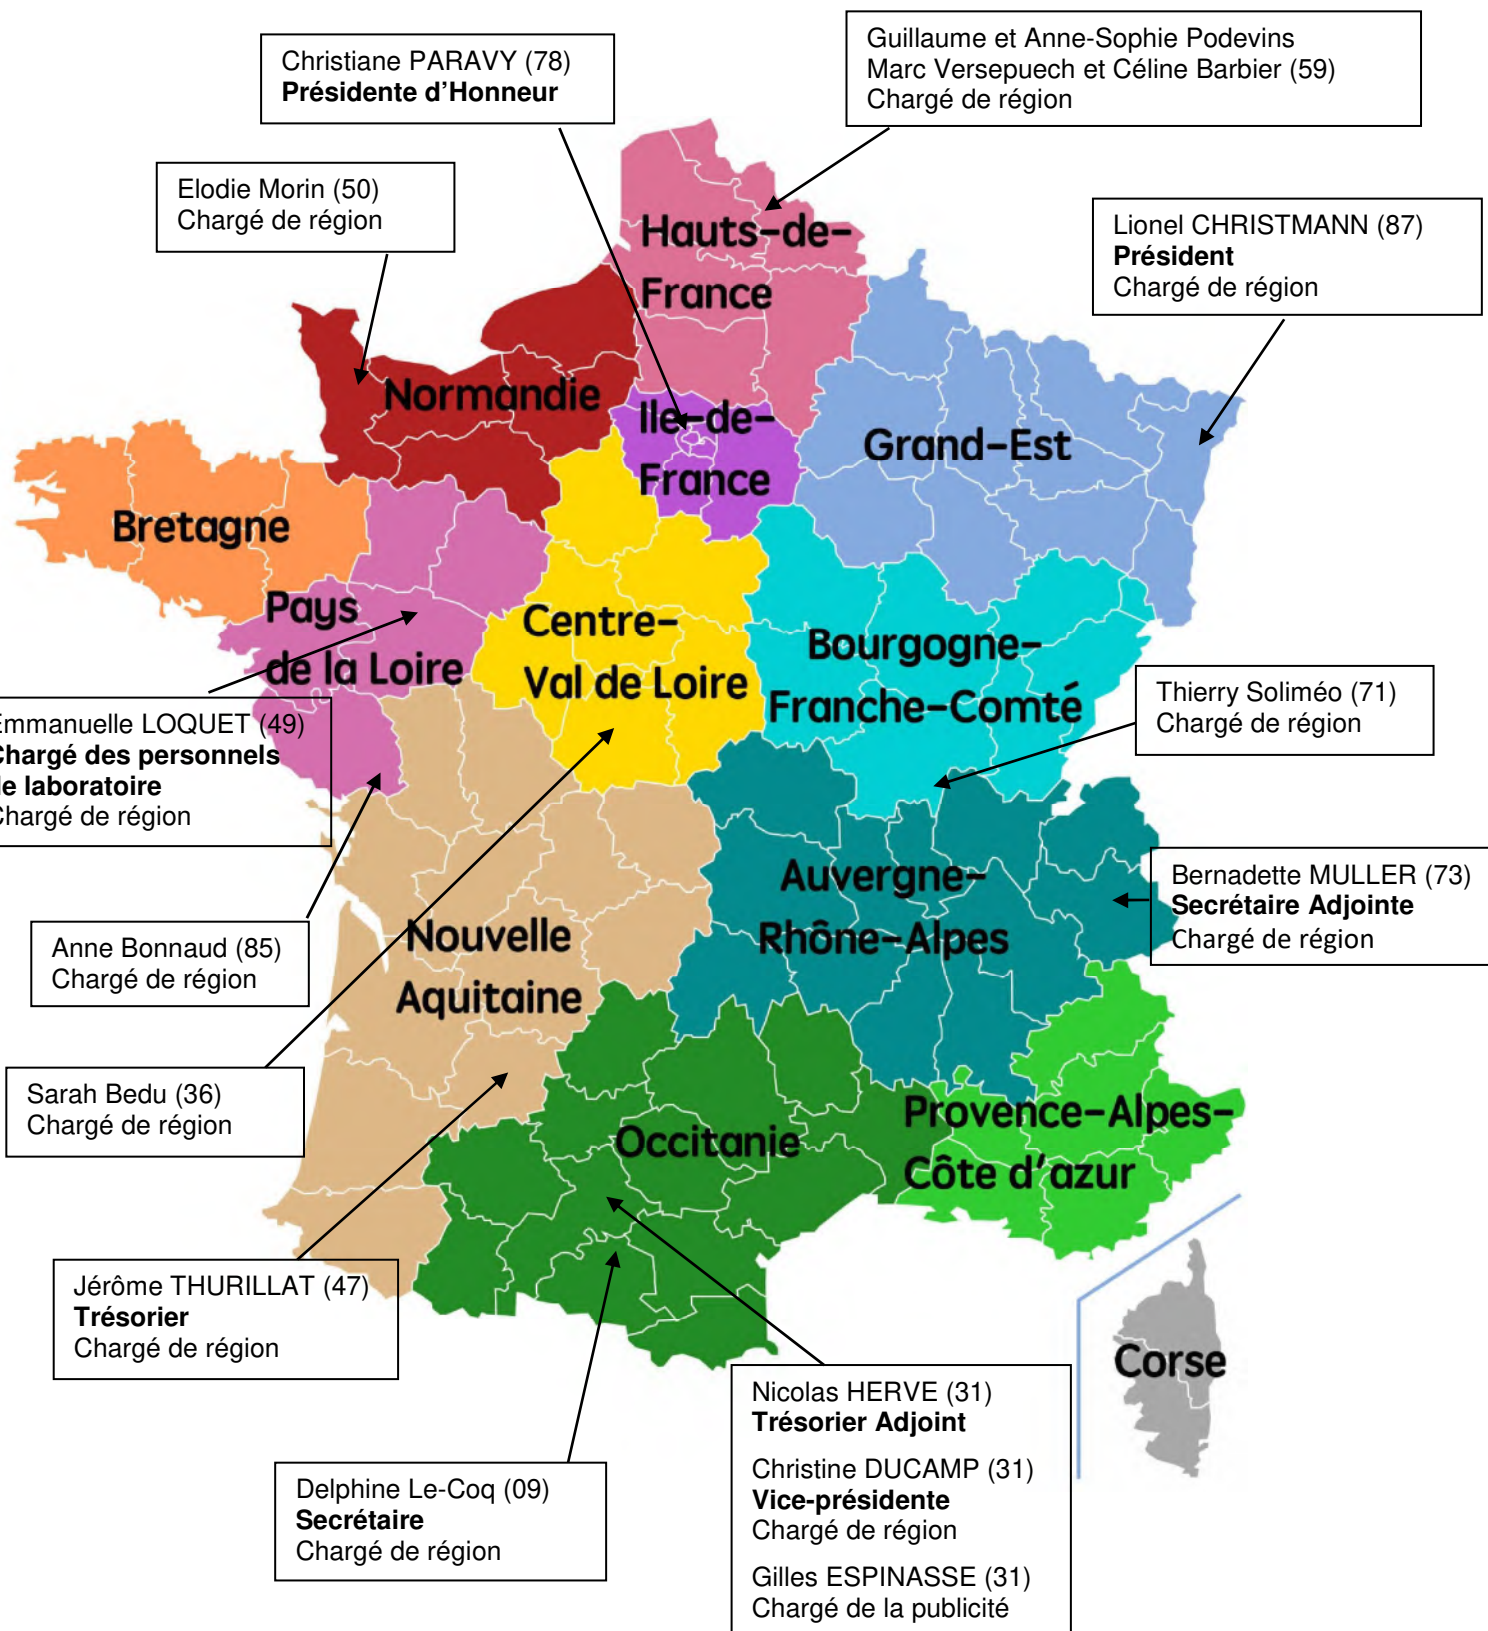 Christiane PARAVY (78)
Présidente d'Honneur
Guillaume et Anne-Sophie Podevins
Marc Versepuech et Céline Barbier (59)
Chargé de région
Elodie Morin (50)
Chargé de région
Lionel CHRISTMANN (87)
Président
Chargé de région
Hauts-de-
France
Normandie
Ile-de-
France
Grand-Est
Bretagne
Pays
de la Loire
Centre-
Val de Loire
Bourgogne-
Franche-Comté
Thierry Soliméo (71)
Chargé de région
Emmanuelle LOQUET (49)
Chargé des personnels
de laboratoire
Chargé de région
Auvergne-
Rhône-Alpes
Bernadette MULLER (73)
Secrétaire Adjointe
Chargé de région
Anne Bonnaud (85)
Chargé de région
Nouvelle
Aquitaine
Sarah Bedu (36)
Chargé de région
Occitanie
Provence-Alpes-
Côte d'azur
Jérôme THURILLAT (47)
Trésorier
Chargé de région
Corse
Nicolas HERVE (31)
Trésorier Adjoint
Christine DUCAMP (31)
Vice-présidente
Chargé de région
Gilles ESPINASSE (31)
Chargé de la publicité
Delphine Le-Coq (09)
Secrétaire
Chargé de région